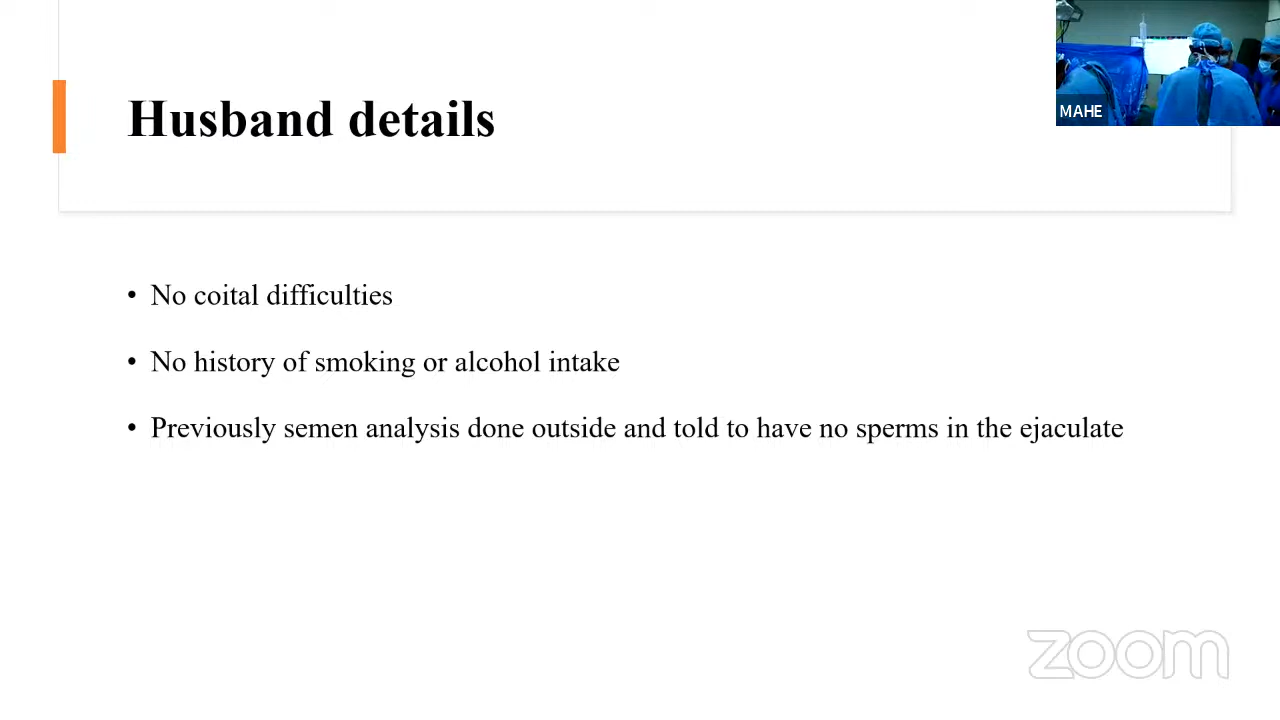 Husband details
MAHE
• No coital difficulties
• No history of smoking or alcohol intake
• Previously semen analysis done outside and told to have no sperms in the ejaculate
zoom